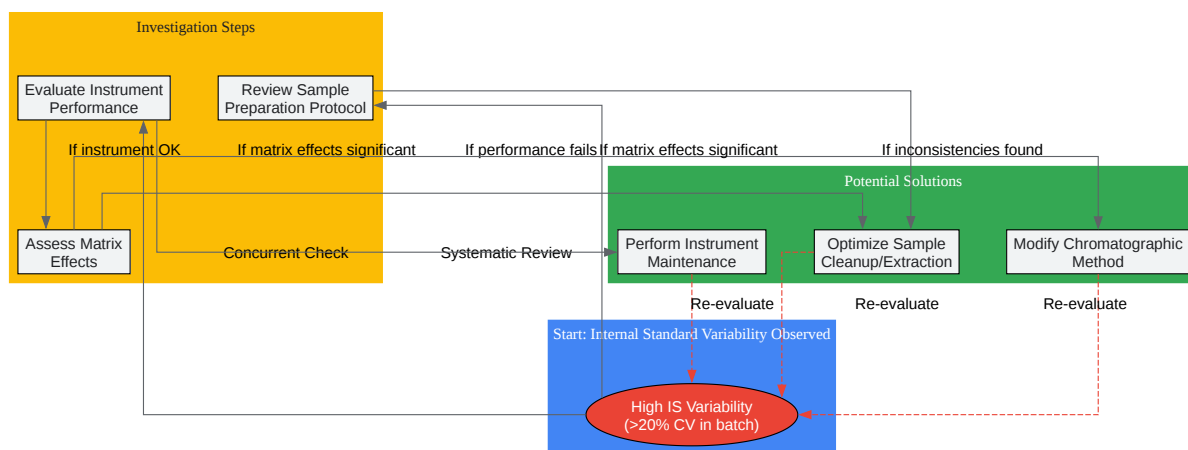 Investigation Steps
Evaluate Instrument
Performance
Review Sample
Preparation Protocol
If instrument OK
If matrix effects significant
If performance fails
If matrix effects significant
If inconsistencies found
Potential Solutions
Assess Matrix
Effects
Concurrent Check
Systematic Review
Perform Instrument
Maintenance
Optimize Sample
Cleanup/Extraction
Modify Chromatographic
Method
Re-evaluate
Re-evaluate
Re-evaluate
Start: Internal Standard Variability Observed
High IS Variability
(>20% CV in batch)